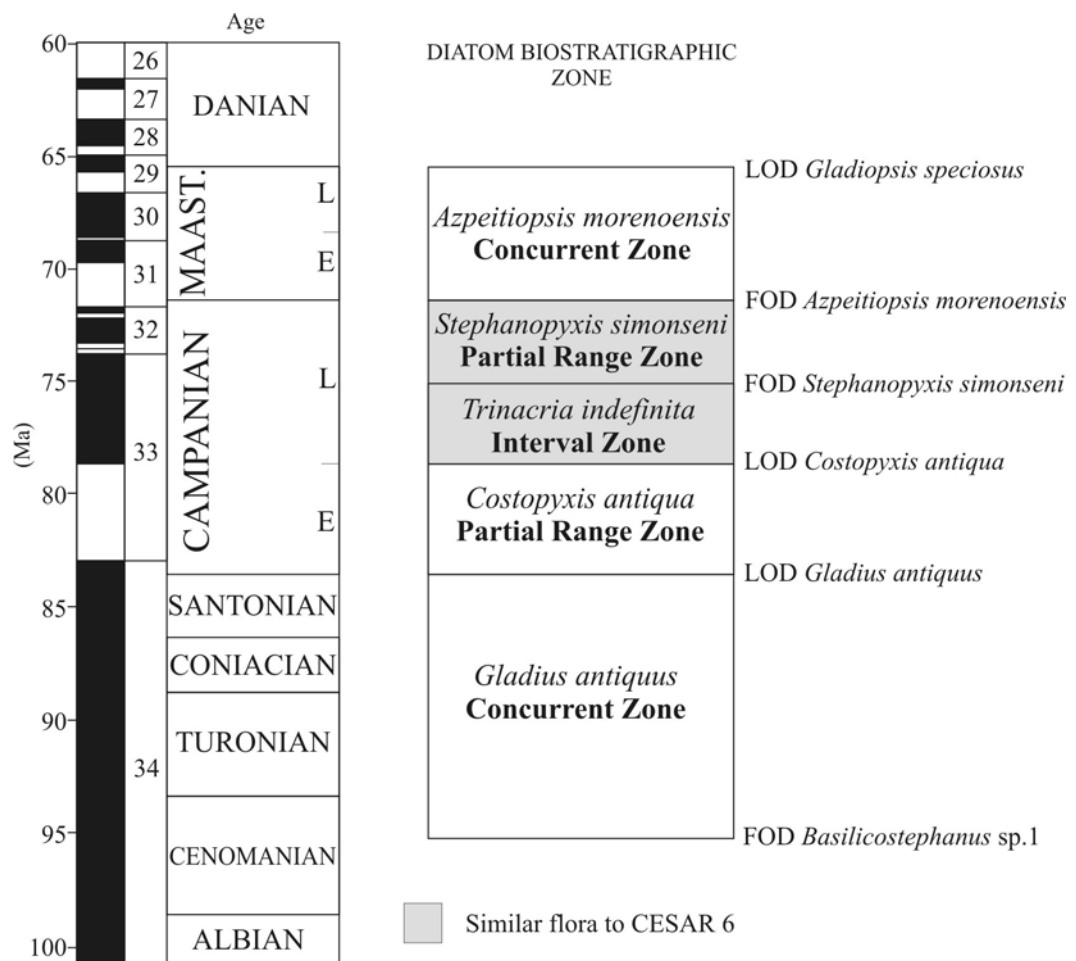 Age
DIATOM BIOSTRATIGRAPHIC
ZONE
60
65
70
75
80
85
90
95
100
(Ma)
26
27
28
29
30
31
32
33
34
DANIAN
MAAST.
L
E
CAMPANIAN
L
E
SANTONIAN
CONIACIAN
TURONIAN
CENOMANIAN
ALBIAN
Azpeitiopsis morenoensis
Concurrent Zone
Stephanopyxis simonseni
Partial Range Zone
Trinacria indefinita
Interval Zone
Costopyxis antiqua
Partial Range Zone
Gladius antiquus
Concurrent Zone
LOD Gladiopsis speciosus
FOD Azpeitiopsis morenoensis
FOD Stephanopyxis simonseni
LOD Costopyxis antiqua
LOD Gladius antiquus
FOD Basilicostephanus sp.1
Similar flora to CESAR 6